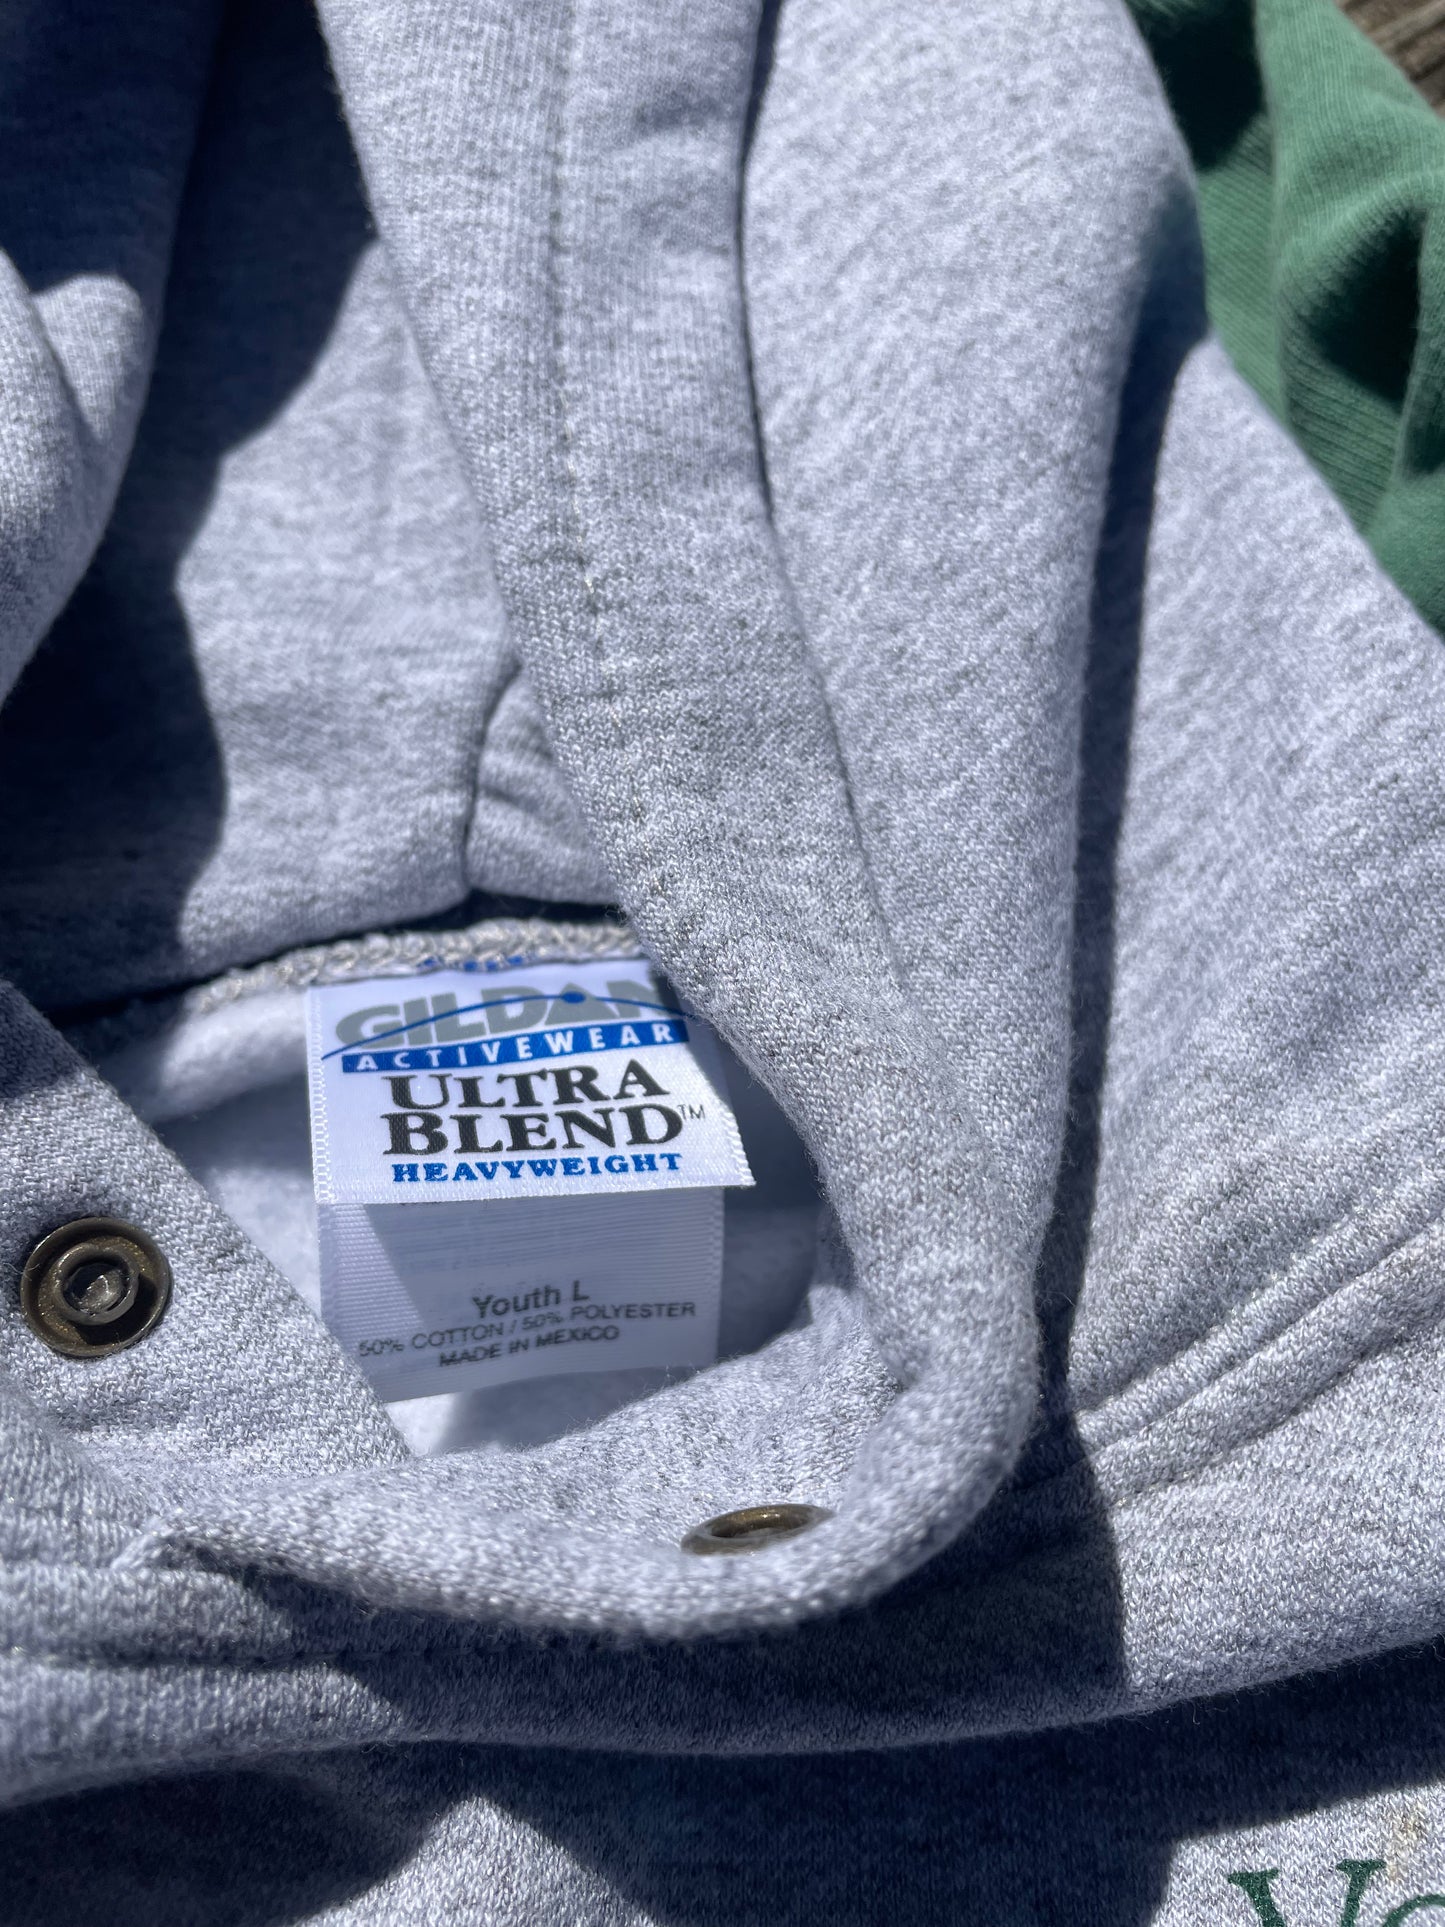 GILDAN
ACTIVEWEAR
ULTRA
BLEND™
HEAVYWEIGHT
Youth L
50% COTTON / 50% POLYESTER
MADE IN MEXICO